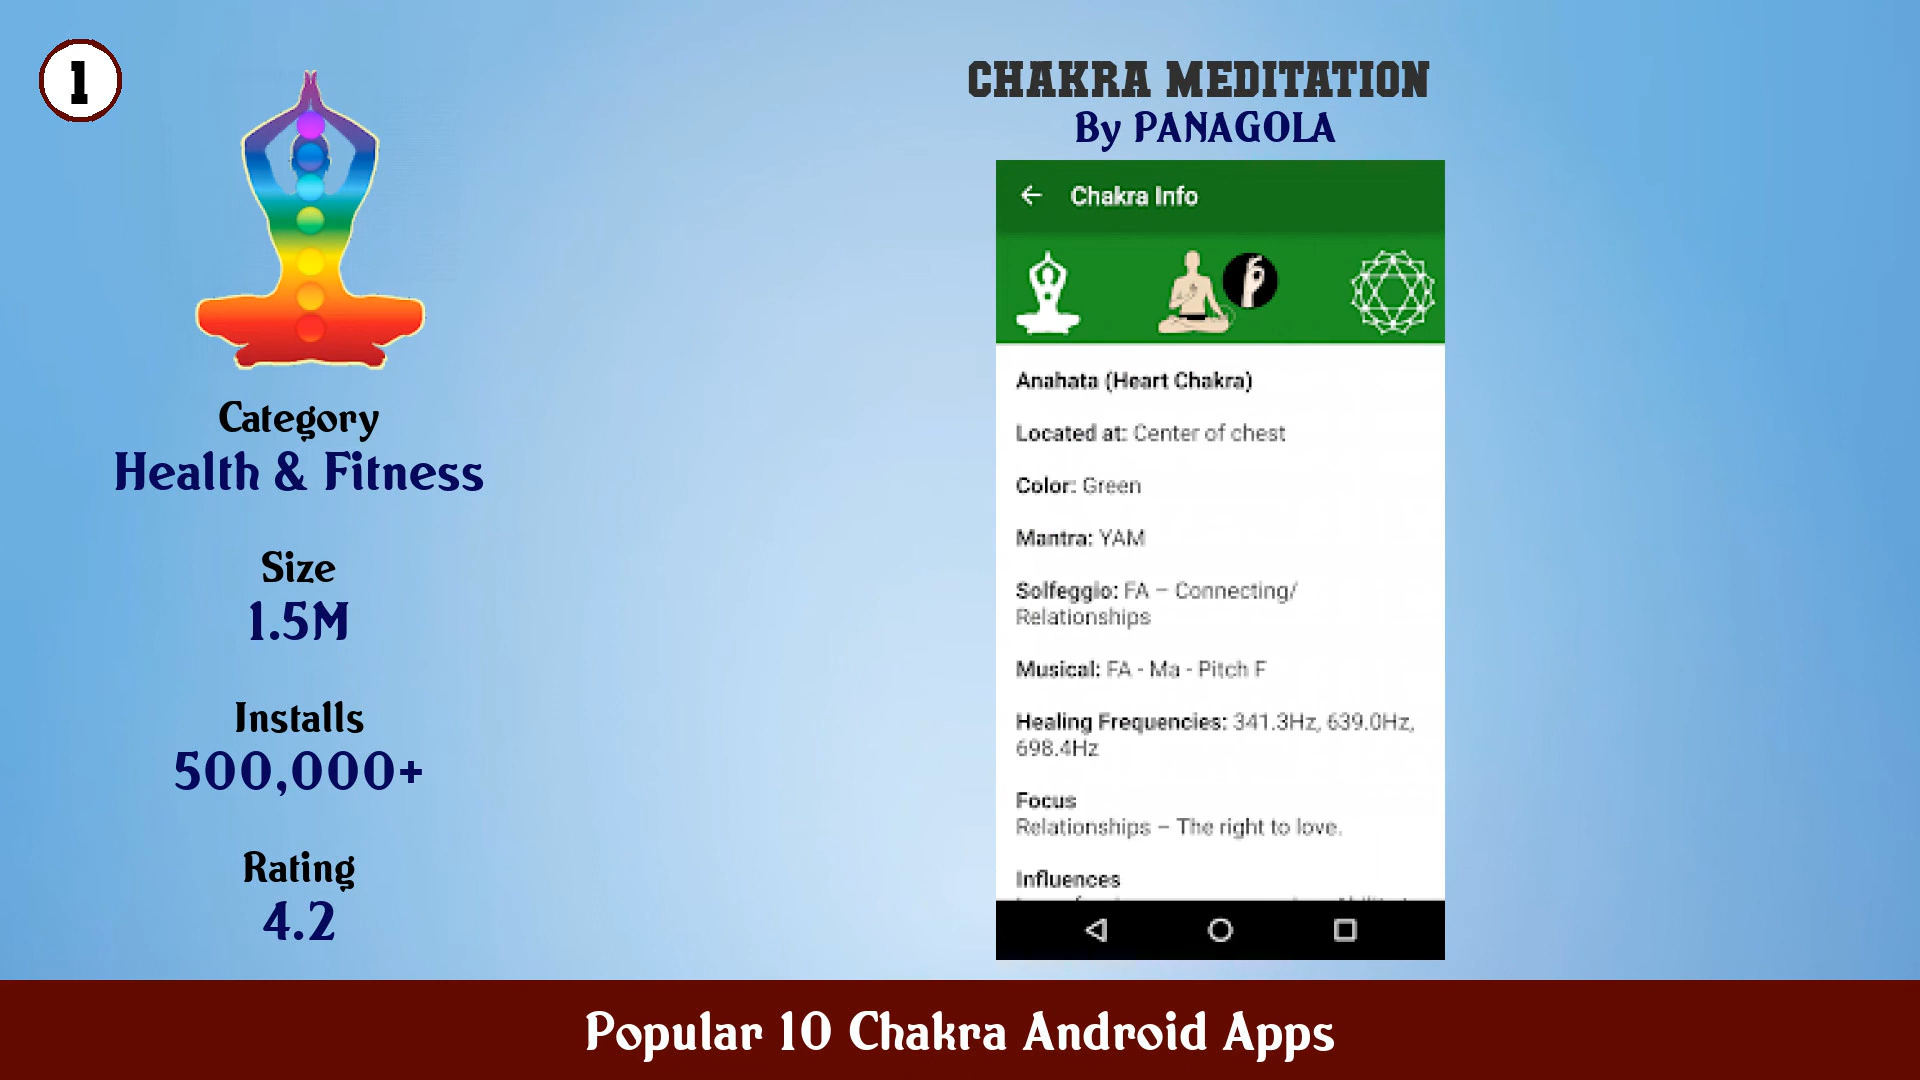 1
CHAKRA MEDITATION
By PANAGOLA
Category
Health & Fitness
Size
1.5M
Installs
500,000+
Rating
4.2
Chakra Info
Anahata (Heart Chakra)
Located at: Center of chest
Color: Green
Mantra: YAM
Solfeggio: FA – Connecting/
Relationships
Musical: FA - Ma - Pitch F
Healing Frequencies: 341.3Hz, 639.0Hz,
698.4Hz
Focus
Relationships – The right to love.
Influences
Popular 10 Chakra Android Apps